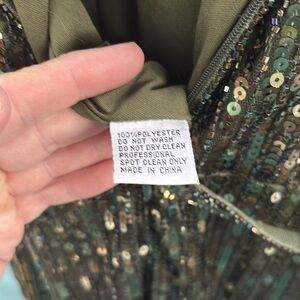 100%POLYESTER
DO NOT WASH
DO NOT DRY CLEAN
PROFESSIONAL
SPOT CLEAN ONLY
MADE IN CHINA